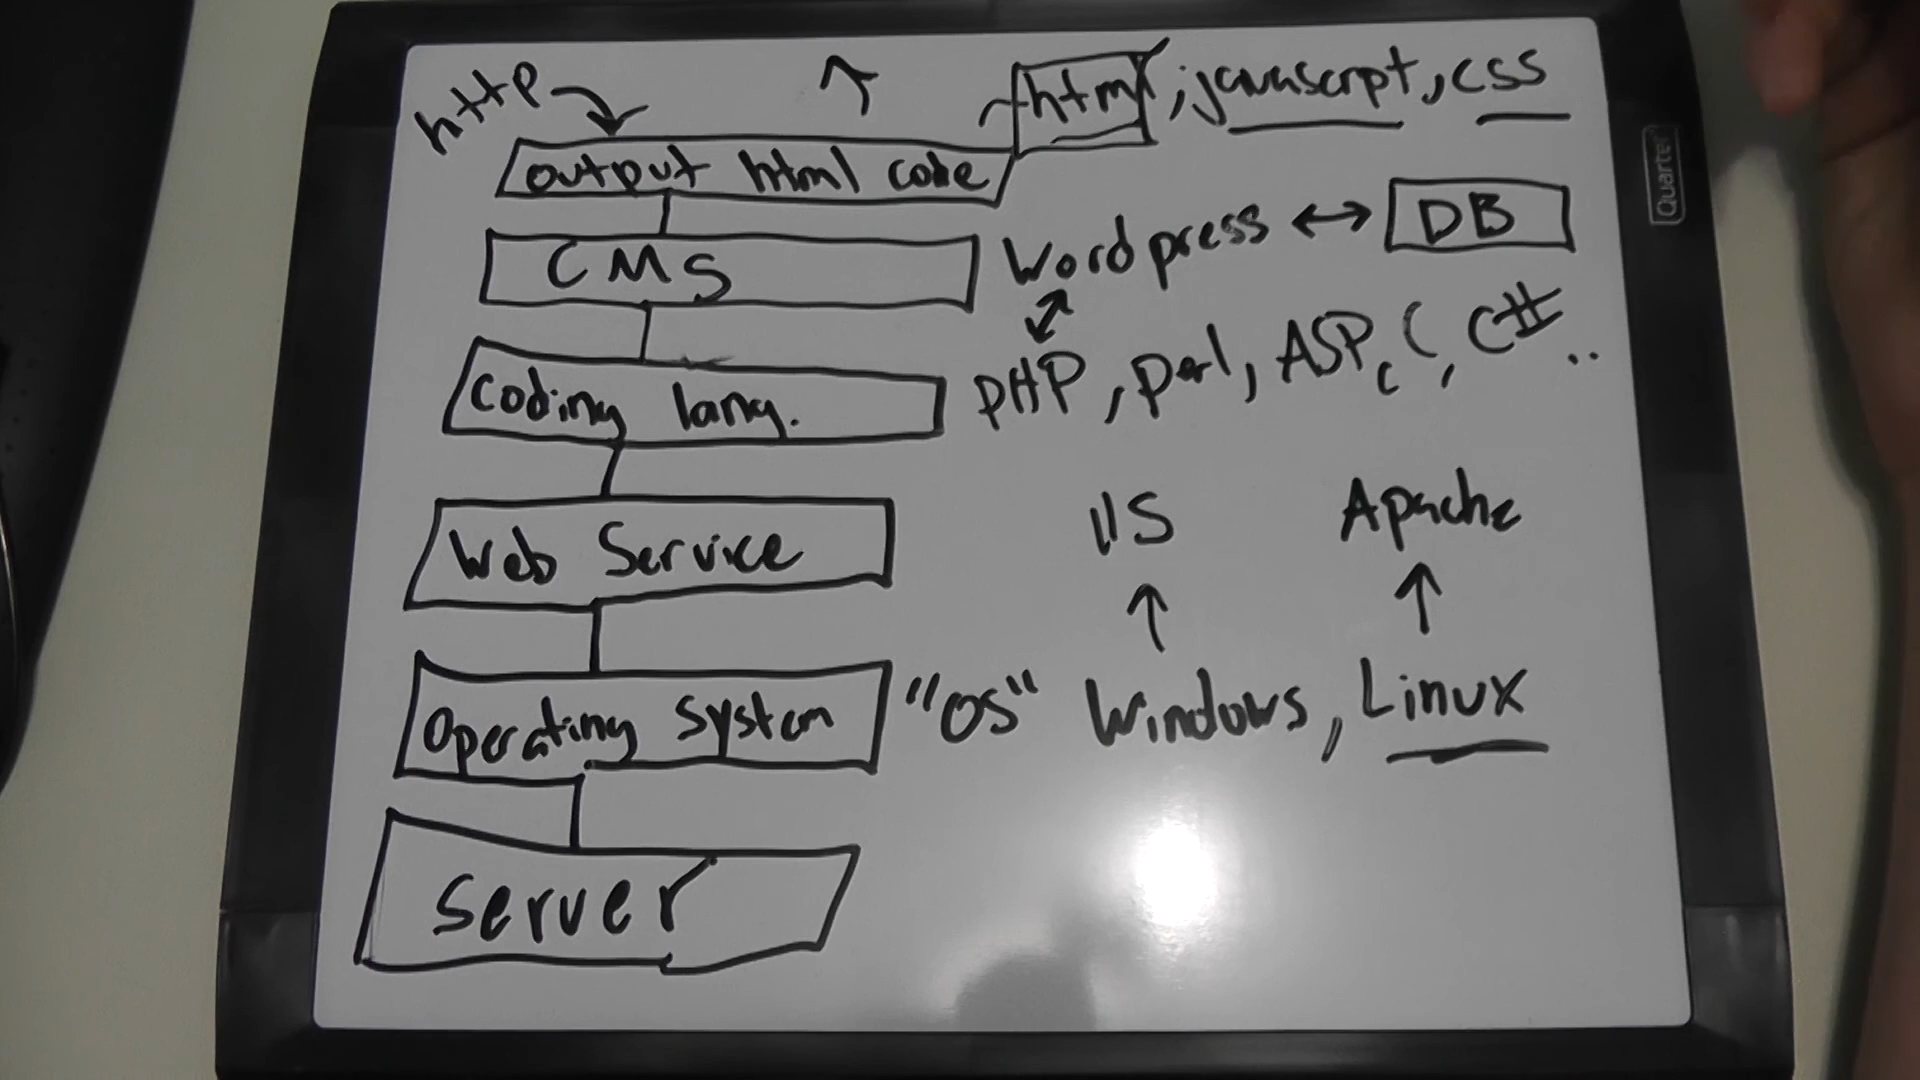 http
html, javascript, css
output html code
CMS
Wordpress
DB
Coding lang.
PHP, perl, ASP, C, C#..
Web Service
IIS
Apache
Operating System
"OS" Windows, Linux
Server
Quartet